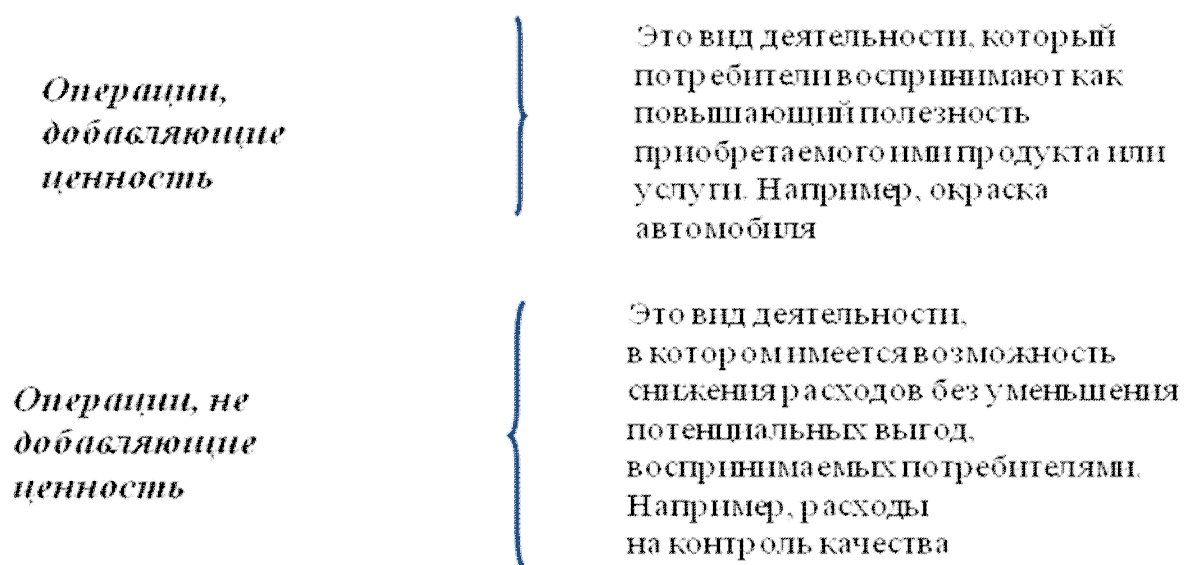 Операции,
добавляющие
ценность
Это вид деятельности, который
потребители воспринимают как
повышающий полезность
приобретаемого ими продукта или
услуги. Например, окраска
автомобиля
Операции, не
добавляющие
ценность
Это вид деятельности,
в котором имеется возможность
снижения расходов без уменьшения
потенциальных выгод,
воспринимаемых потребителями.
Например, расходы
на контроль качества